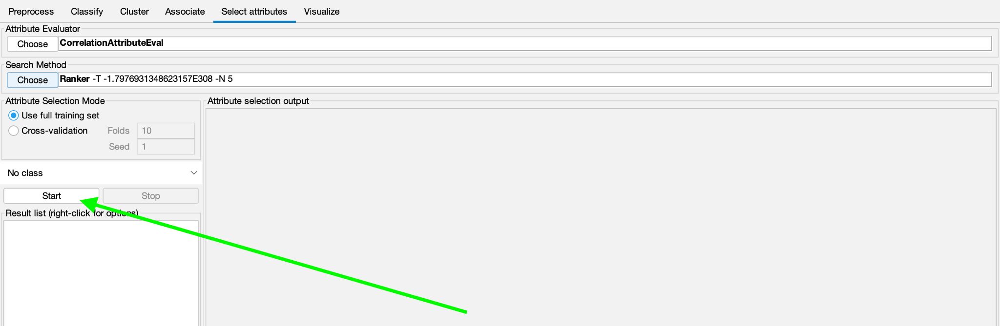 Preprocess Classify Cluster Associate Select attributes Visualize
Attribute Evaluator
Choose CorrelationAttributeEval
Search Method
Choose Ranker -T -1.7976931348623157E308 -N 5
Attribute Selection Mode
Use full training set
Cross-validation Folds 10
Seed 1
No class
Start Stop
Result list (right-click for options)
Attribute selection output